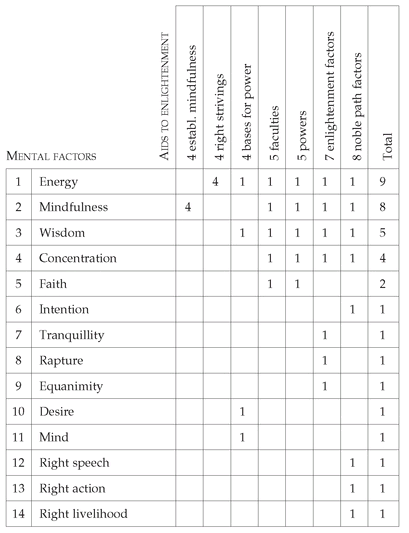 MENTAL FACTORS AIDS TO ENLIGHTENMENT 4 establ. mindfulness 4 right strivings 4 bases for power 5 faculties 5 powers 7 enlightenment factors 8 noble path factors Total
1 Energy 4 1 1 1 1 1 9
2 Mindfulness 4 1 1 1 1 8
3 Wisdom 1 1 1 1 1 5
4 Concentration 1 1 1 1 4
5 Faith 1 1 2
6 Intention 1 1
7 Tranquillity 1 1
8 Rapture 1 1
9 Equanimity 1 1
10 Desire 1 1
11 Mind 1 1
12 Right speech 1 1
13 Right action 1 1
14 Right livelihood 1 1